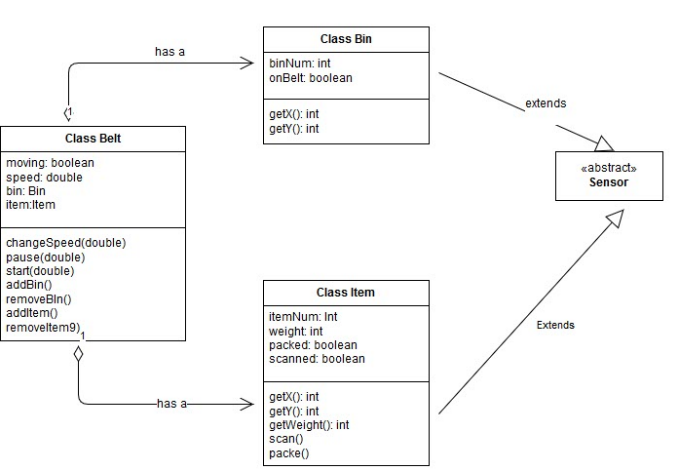 Class Bin
binNum: int
onBelt: boolean
getX(): int
getY(): int
has a
1
Class Belt
moving: boolean
speed: double
bin: Bin
item:Item
changeSpeed(double)
pause(double)
start(double)
addBin()
removeBIn()
addItem()
removeItem9)
1
extends
«abstract»
Sensor
Class Item
itemNum: Int
weight: int
packed: boolean
scanned: boolean
getX(): int
getY(): int
getWeight(): int
scan()
packe()
Extends
has a